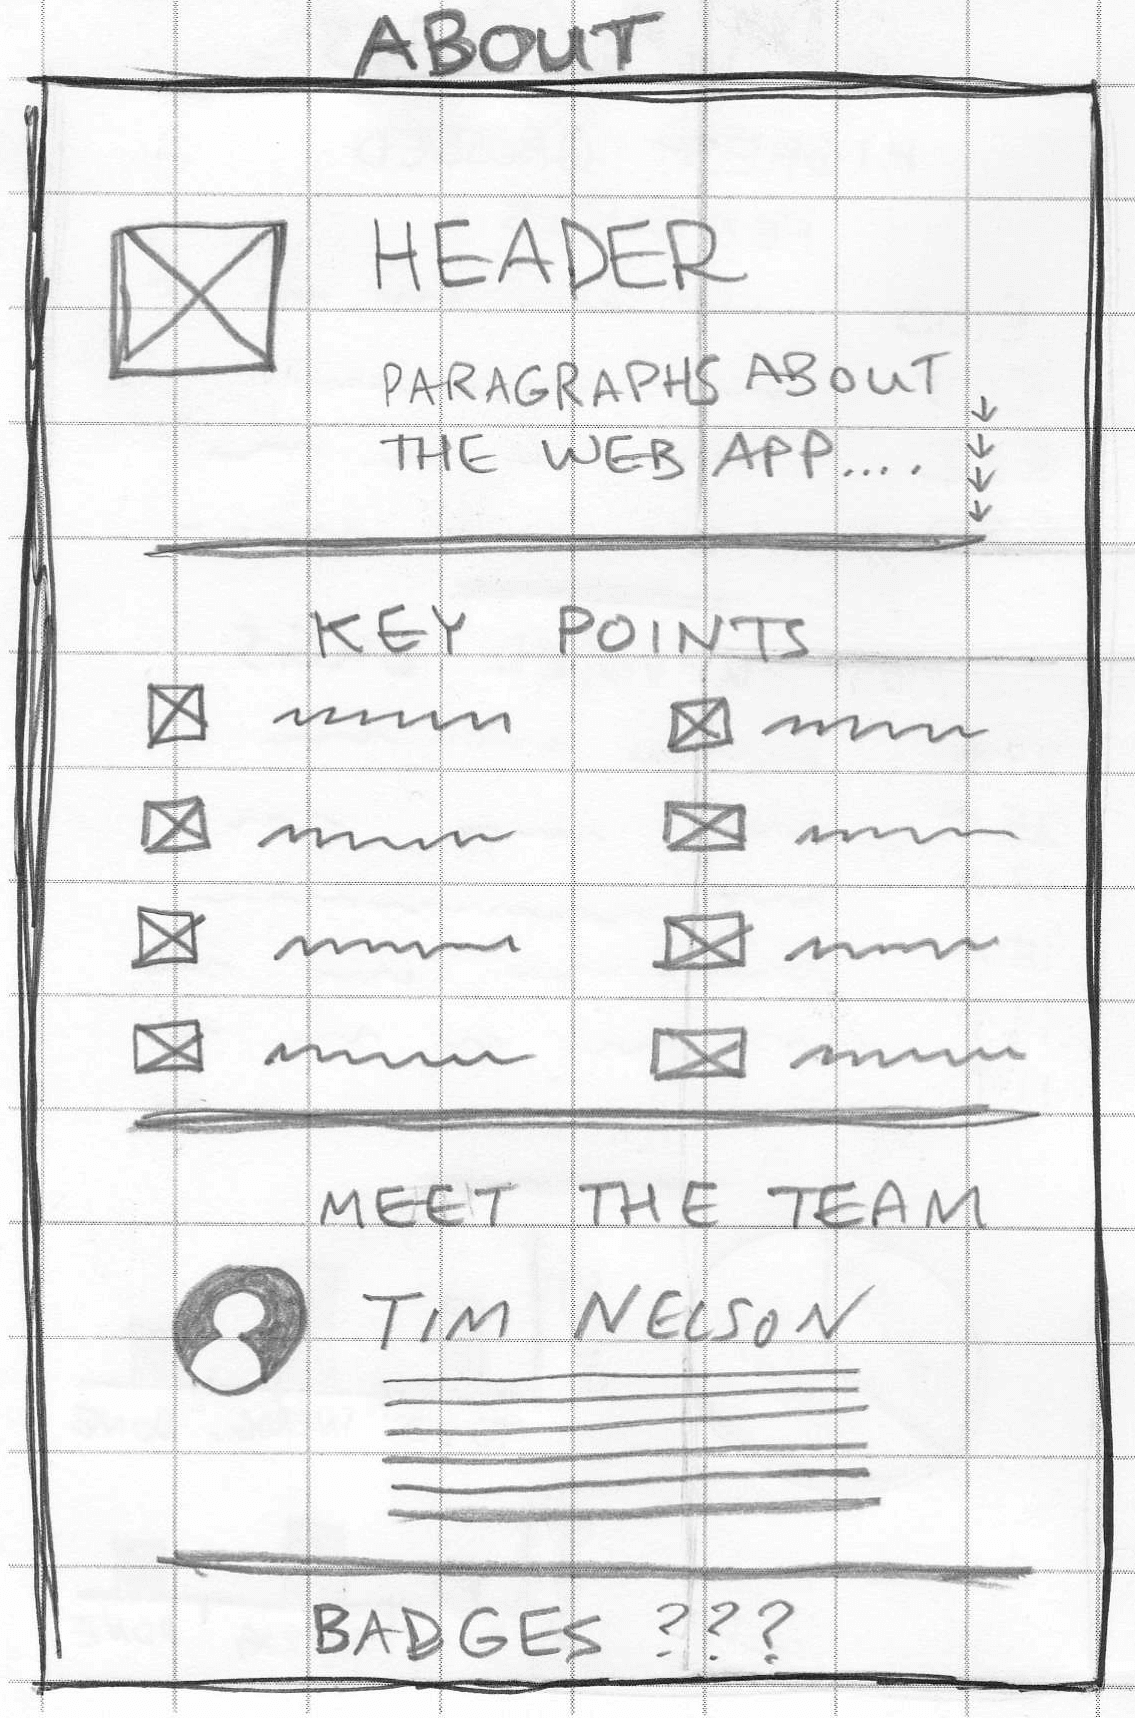 ABOUT
HEADER
PARAGRAPHS ABOUT
THE WEB APP....
KEY POINTS
MEET THE TEAM
TIM NELSON
BADGES ???